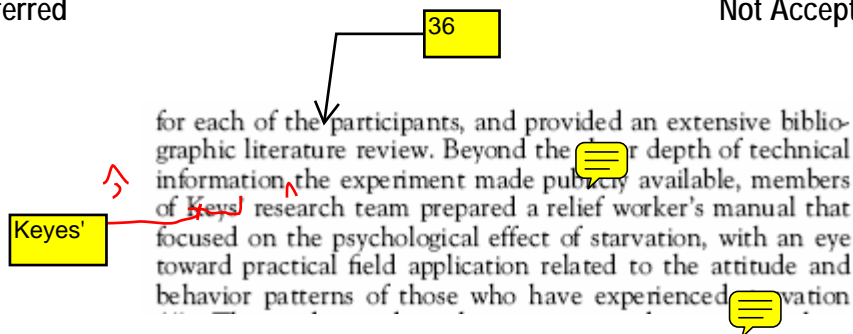 ferred
Not Accept
36
for each of the participants, and provided an extensive biblio-
graphic literature review. Beyond the depth of technical
information the experiment made publicly available, members
of Keys' research team prepared a relief worker's manual that
Keyes'
focused on the psychological effect of starvation, with an eye
toward practical field application related to the attitude and
behavior patterns of those who have experienced